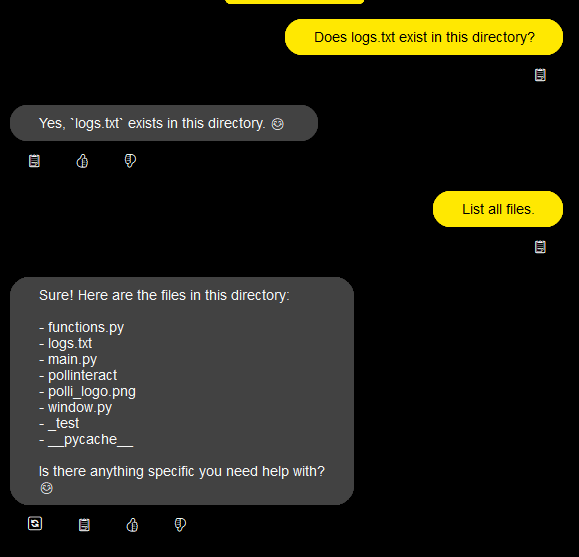 Does logs.txt exist in this directory?
Yes, `logs.txt` exists in this directory. 😊
List all files.
Sure! Here are the files in this directory:
- functions.py
- logs.txt
- main.py
- pollinteract
- polli_logo.png
- window.py
- _test
- __pycache__
Is there anything specific you need help with?
😊